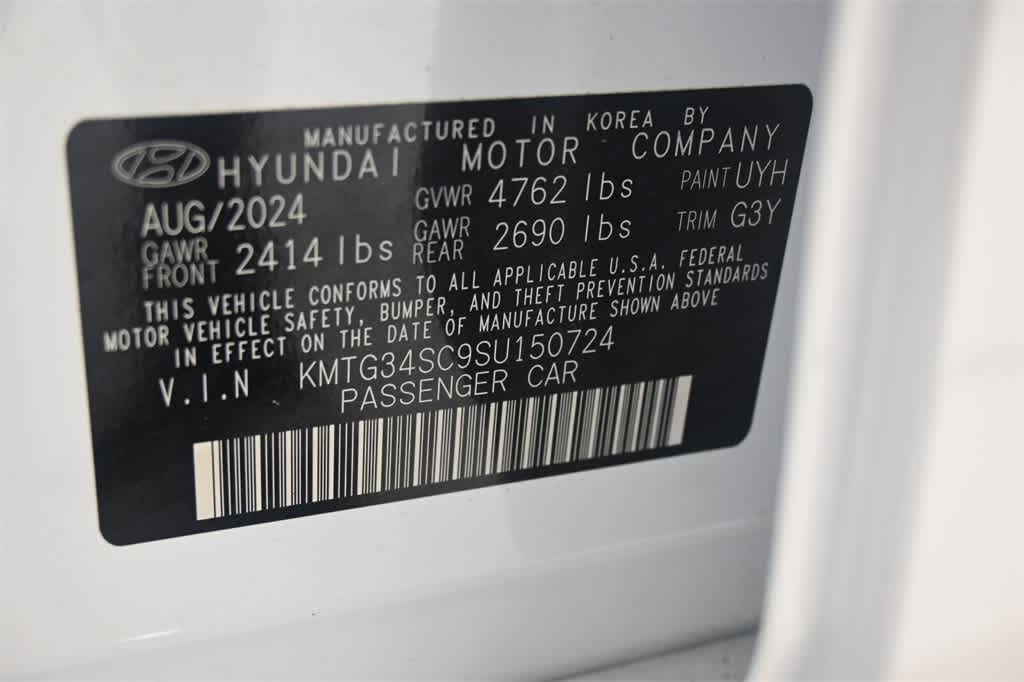 MANUFACTURED IN KOREA BY
HYUNDAI MOTOR COMPANY
AUG/2024 GVWR 4762 lbs PAINT UYH
GAWR FRONT 2414 lbs GAWR REAR 2690 lbs TRIM G3Y
THIS VEHICLE CONFORMS TO ALL APPLICABLE U.S.A. FEDERAL
MOTOR VEHICLE SAFETY, BUMPER, AND THEFT PREVENTION STANDARDS
IN EFFECT ON THE DATE OF MANUFACTURE SHOWN ABOVE
V.I.N KMTG34SC9SU150724
PASSENGER CAR